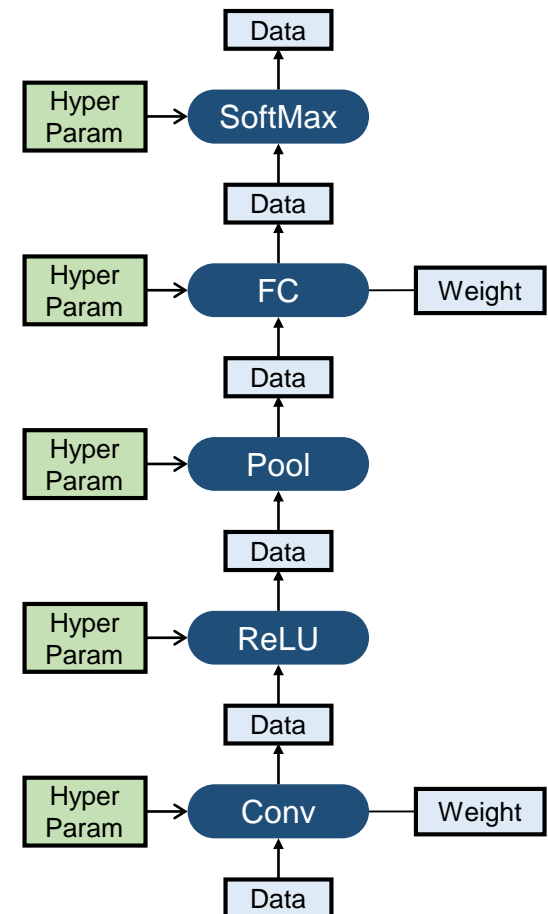 Data
Hyper
Param
SoftMax
Data
Hyper
Param
FC
Weight
Data
Hyper
Param
Pool
Data
Hyper
Param
ReLU
Data
Hyper
Param
Conv
Weight
Data